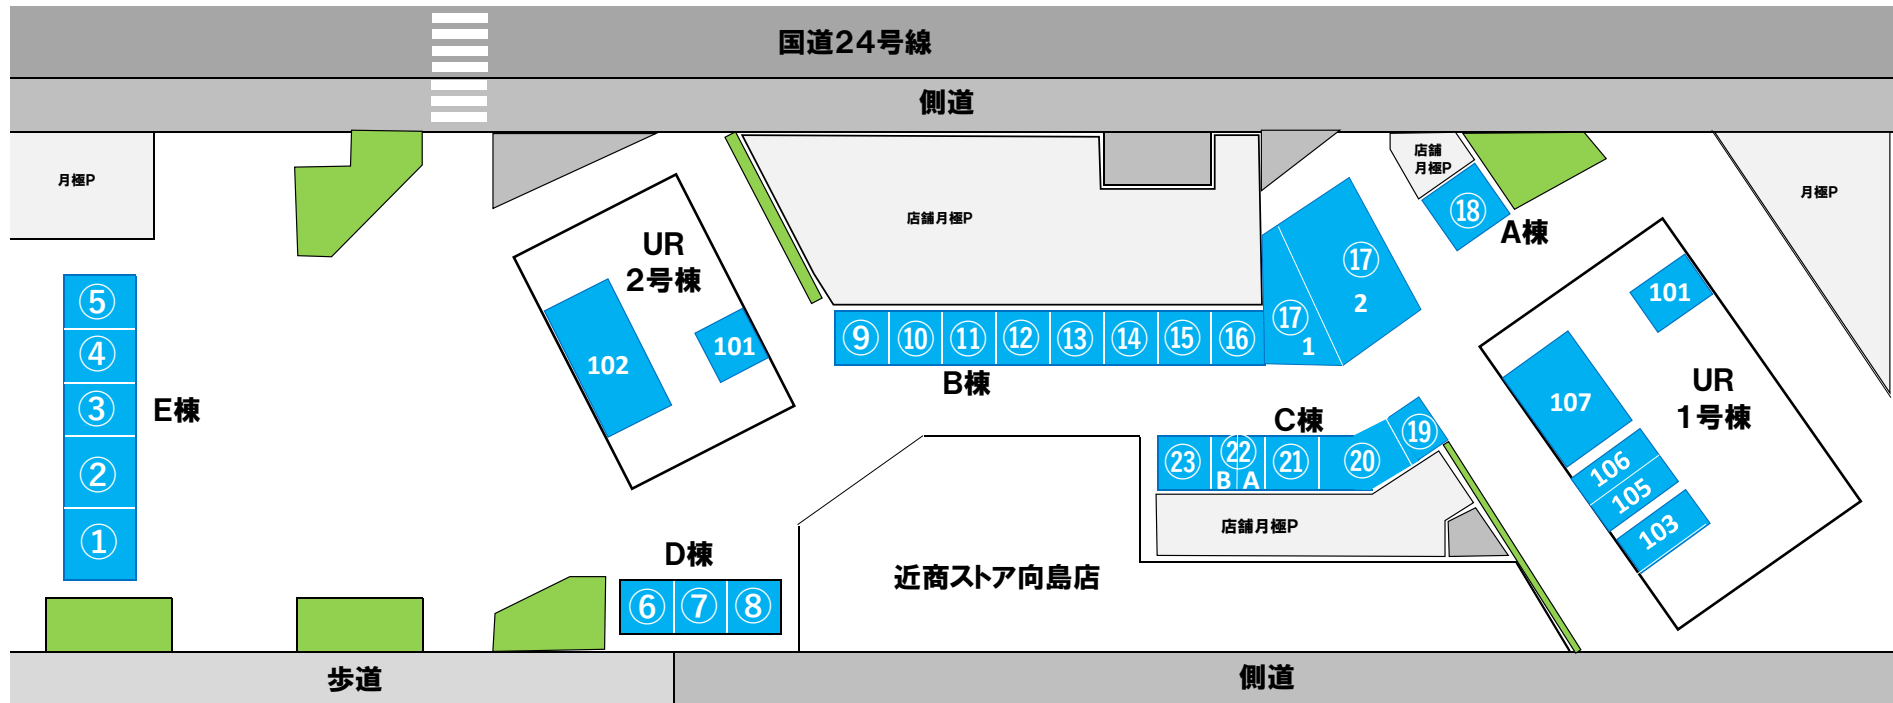 国道24号線
側道
月極P
店舗
月極P
月極P
⑱
A棟
店舗月極P
UR
2号棟
102
101
⑰
2
⑰
1
101
107
106
105
103
UR
1号棟
⑤
④
③
②
①
E棟
⑨
⑩
⑪
⑫
⑬
⑭
⑮
⑯
B棟
C棟
㉓
㉒
B A
㉑
⑳
⑲
店舗月極P
D棟
⑥
⑦
⑧
近商ストア向島店
歩道
側道